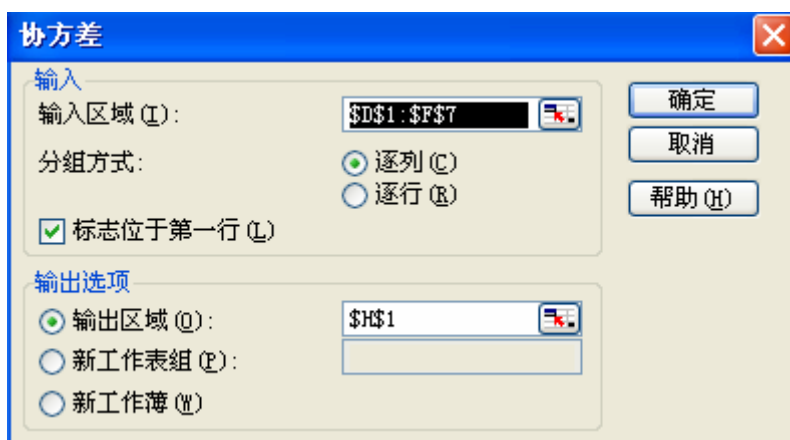 协方差
输入
输入区域(I): $D$1:$F$7
确定
取消
分组方式: 逐列(C)
逐行(R)
帮助(H)
标志位于第一行(L)
输出选项
输出区域(O): $H$1
新工作表组(P):
新工作薄(W)